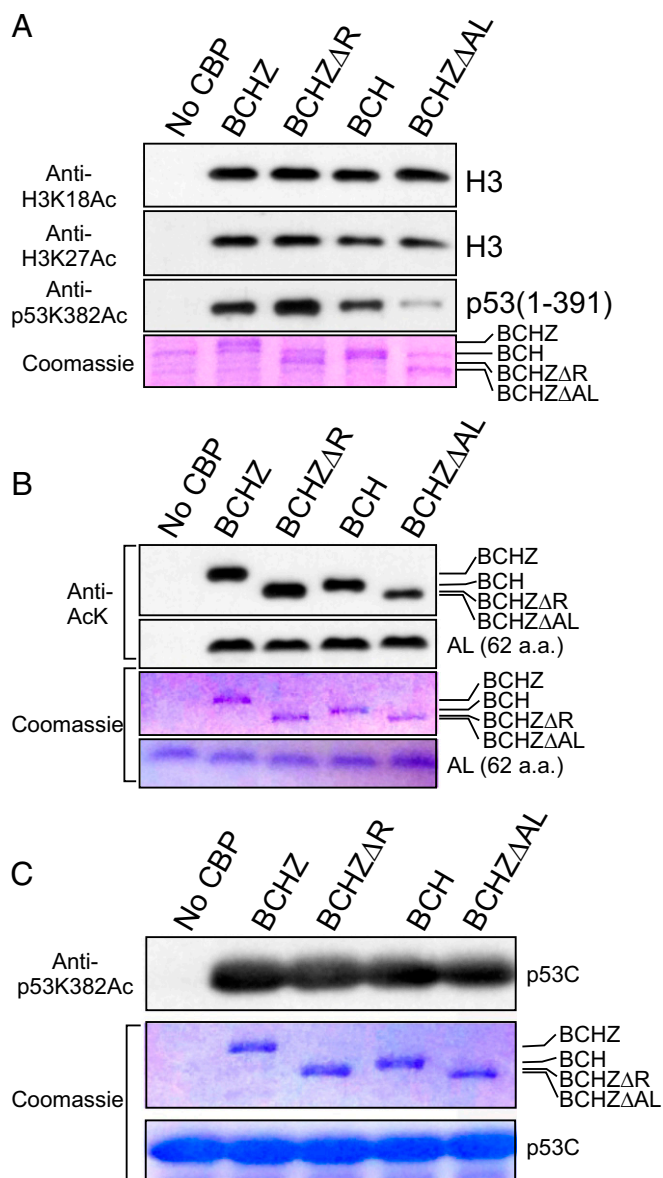 A
No CBP
BCHZ
BCHZΔR
BCH
BCHZΔAL
Anti-
H3K18Ac
H3
Anti-
H3K27Ac
H3
Anti-
p53K382Ac
p53(1-391)
Coomassie
BCHZ
BCH
BCHZΔR
BCHZΔAL
B
No CBP
BCHZ
BCHZΔR
BCH
BCHZΔAL
Anti-
AcK
BCHZ
BCH
BCHZΔR
BCHZΔAL
AL (62 a.a.)
Coomassie
BCHZ
BCH
BCHZΔR
BCHZΔAL
AL (62 a.a.)
C
No CBP
BCHZ
BCHZΔR
BCH
BCHZΔAL
Anti-
p53K382Ac
p53C
Coomassie
BCHZ
BCH
BCHZΔR
BCHZΔAL
p53C